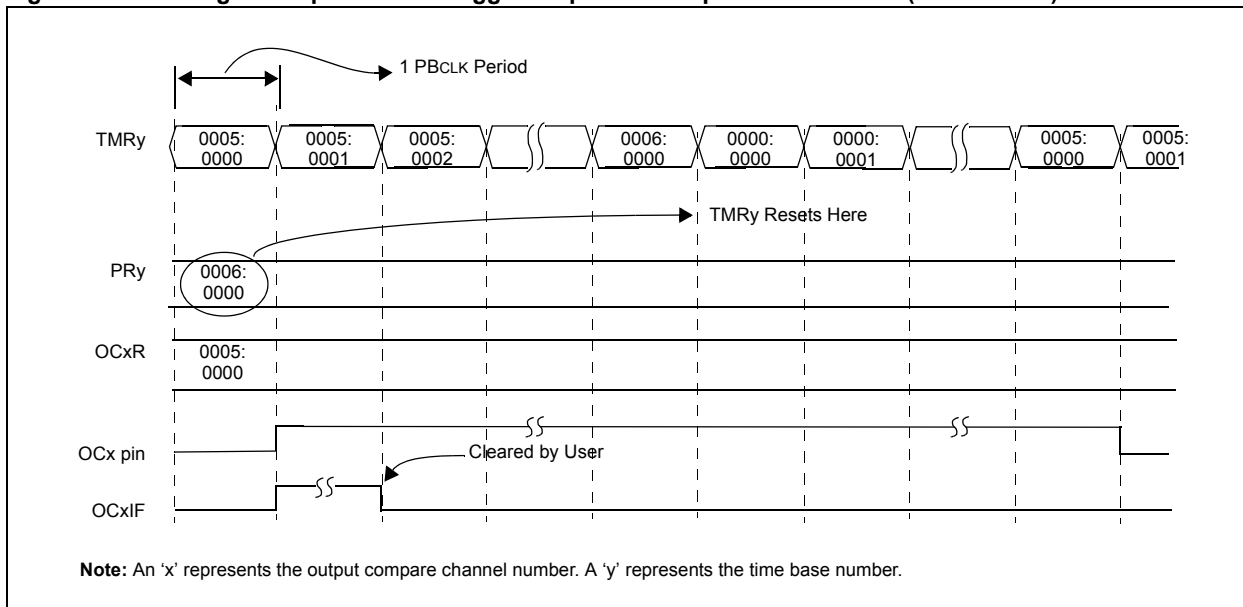 1 PBCLK Period
TMRy
0005:
0000
0005:
0001
0005:
0002
0006:
0000
0000:
0000
0000:
0001
0005:
0000
0005:
0001
TMRy Resets Here
PRy
0006:
0000
OCxR
0005:
0000
OCx pin
Cleared by User
OCxIF
Note: An ‘x’ represents the output compare channel number. A ‘y’ represents the time base number.